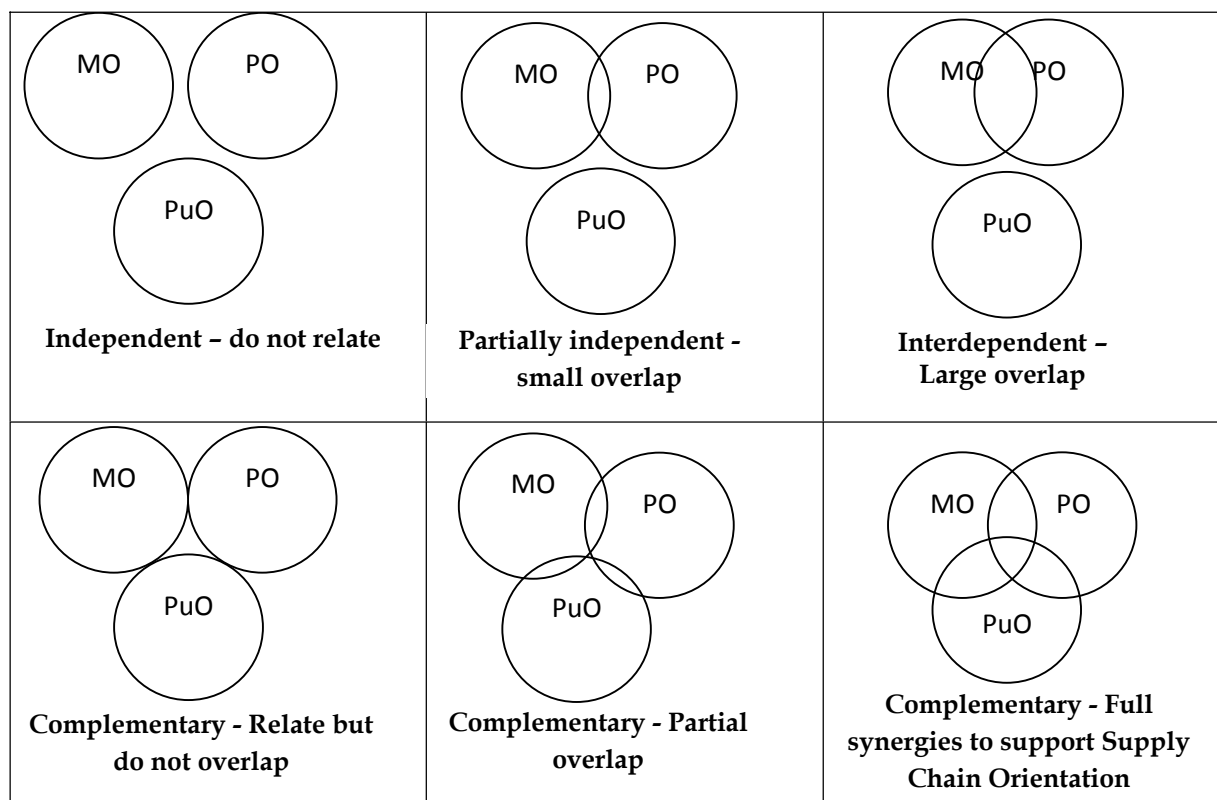 MO
PO
PuO
Independent – do not relate
MO
PO
PuO
Partially independent -
small overlap
MO
PO
PuO
Interdependent –
Large overlap
MO
PO
PuO
Complementary - Relate but
do not overlap
MO
PO
PuO
Complementary - Partial
overlap
MO
PO
PuO
Complementary - Full
synergies to support Supply
Chain Orientation